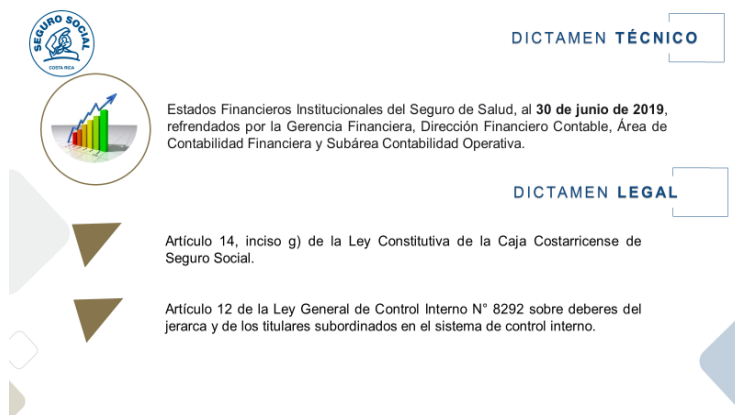 SEGURO SOCIAL
COSTA RICA
DICTAMEN TÉCNICO
Estados Financieros Institucionales del Seguro de Salud, al 30 de junio de 2019,
refrendados por la Gerencia Financiera, Dirección Financiero Contable, Área de
Contabilidad Financiera y Subárea Contabilidad Operativa.
DICTAMEN LEGAL
Artículo 14, inciso g) de la Ley Constitutiva de la Caja Costarricense de
Seguro Social.
Artículo 12 de la Ley General de Control Interno N° 8292 sobre deberes del
jerarca y de los titulares subordinados en el sistema de control interno.